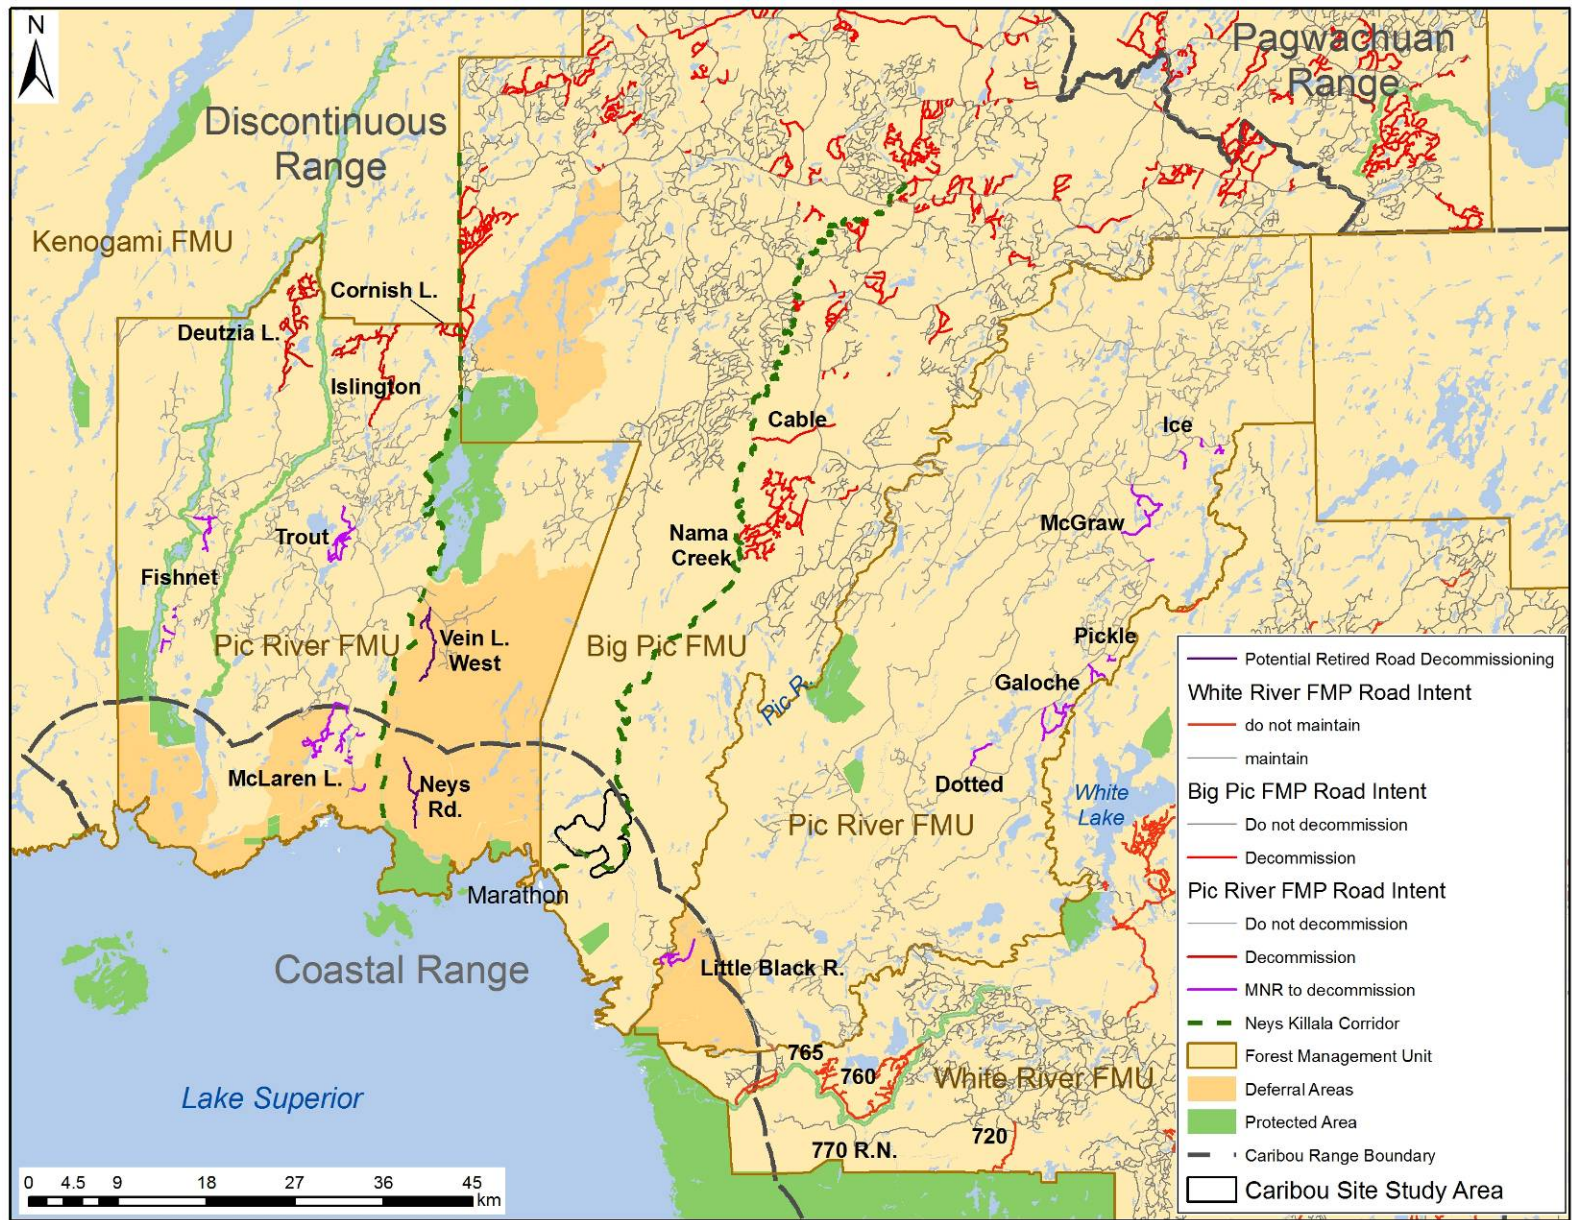 N
Pagwachuan
Range
Discontinuous
Range
Kenogami FMU
Cornish L.
Deutzia L.
Islington
Cable
Ice
McGraw
Nama
Creek
Trout
Fishnet
Pic River FMU
Vein L.
West
Big Pic FMU
Pic R.
Pickle
Galoche
McLaren L.
Neys
Rd.
Dotted
White
Lake
Pic River FMU
Marathon
Coastal Range
Little Black R.
765
760
White River FMU
Lake Superior
720
770 R.N.
0 4.5 9 18 27 36 45
km
Potential Retired Road Decommissioning
White River FMP Road Intent
do not maintain
maintain
Big Pic FMP Road Intent
Do not decommission
Decommission
Pic River FMP Road Intent
Do not decommission
Decommission
MNR to decommission
Neys Killala Corridor
Forest Management Unit
Deferral Areas
Protected Area
Caribou Range Boundary
Caribou Site Study Area